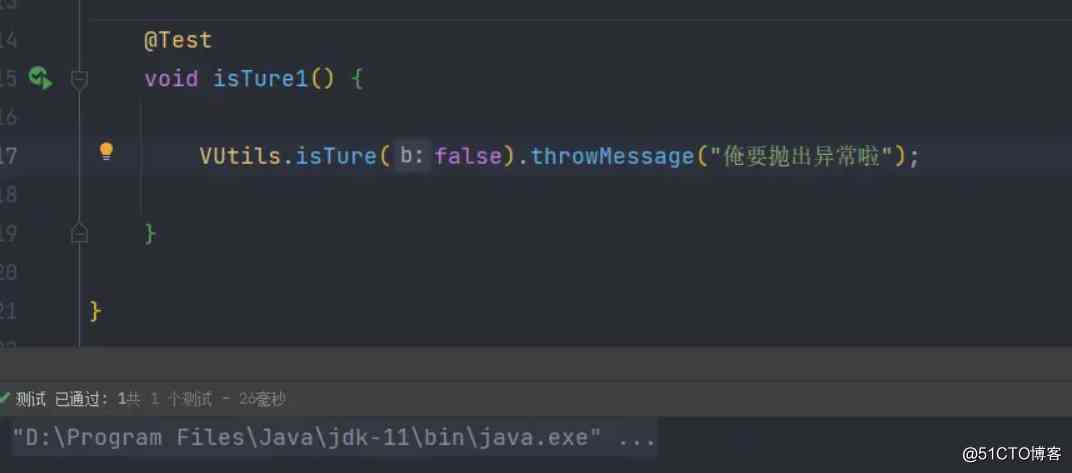 14 @Test
15 void isTure1() {
16
17 VUtils.isTure( b: false).throwMessage("俺要抛出异常啦");
18
19 }
20
21 }
测试 已通过: 1共 1 个测试 – 26毫秒
"D:\Program Files\Java\jdk-11\bin\java.exe" ...
@51CTO博客